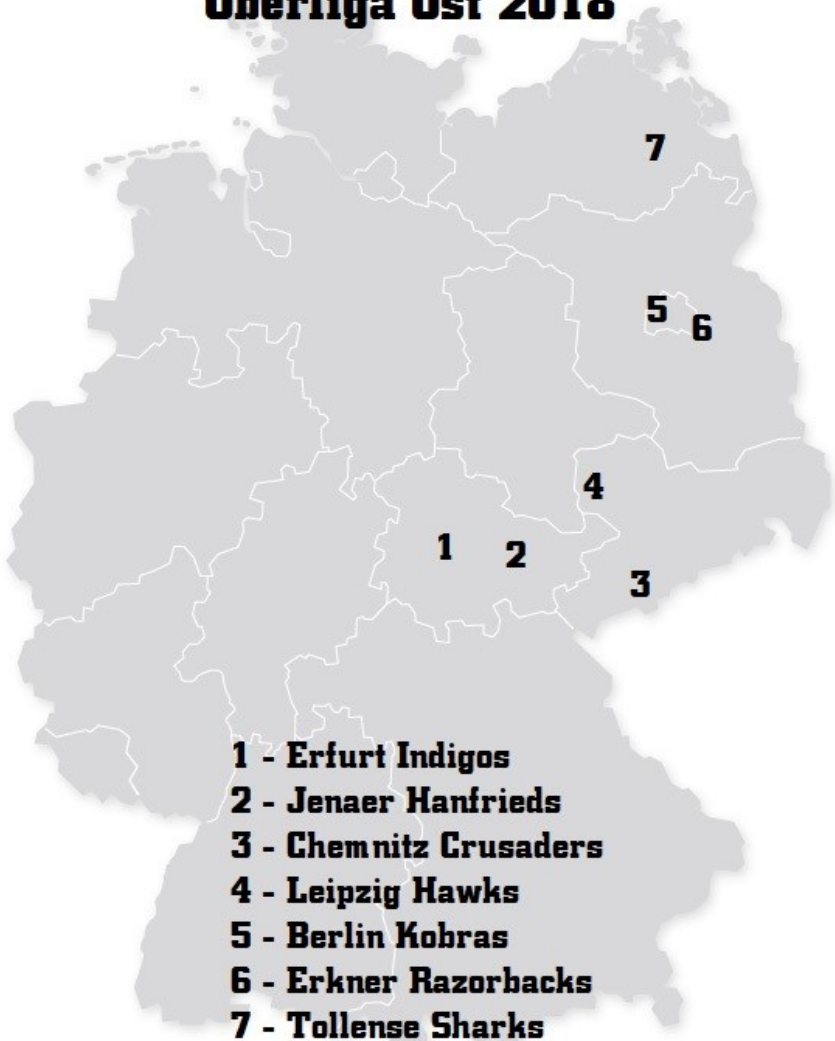 Oberliga Ost 2018
7
5
6
4
1
2
3
1 - Erfurt Indigos
2 - Jenaer Hanfrieds
3 - Chemnitz Crusaders
4 - Leipzig Hawks
5 - Berlin Kobras
6 - Erkner Razorbacks
7 - Tollense Sharks